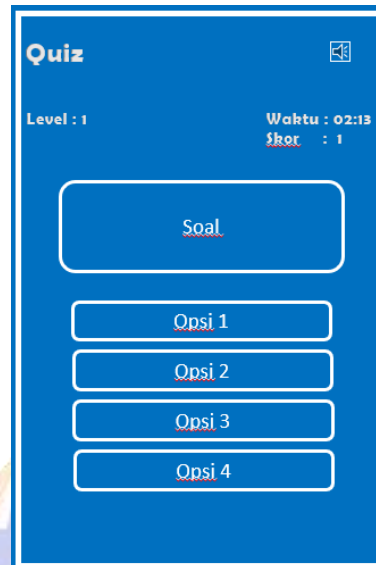 Quiz
Level : 1
Waktu : 02:13
Skor : 1
Soal
Opsi 1
Opsi 2
Opsi 3
Opsi 4